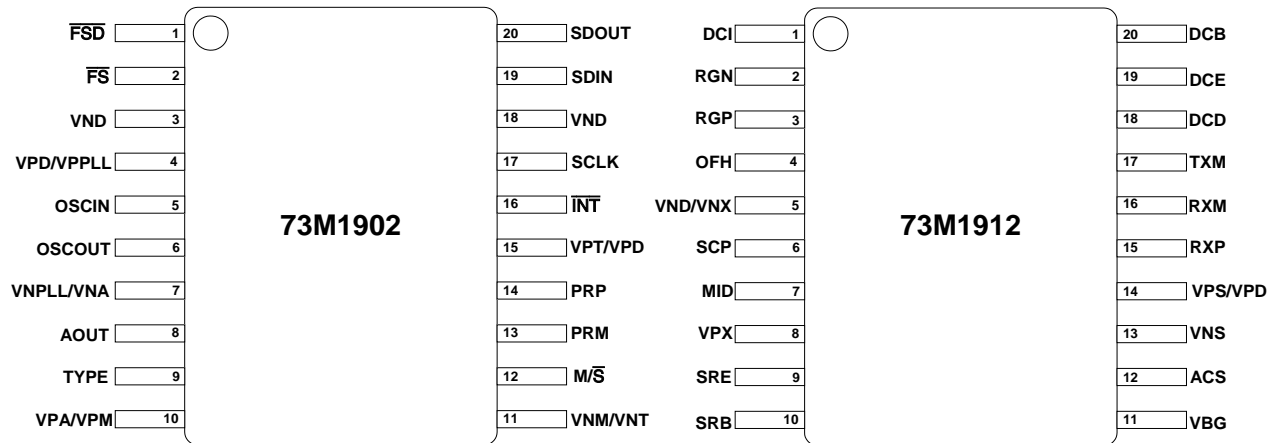 FSD 1 20 SDOUT
FS 2 19 SDIN
VND 3 18 VND
VPD/VPPLL 4 17 SCLK
OSCIN 5 16 INT
OSCOUT 6 15 VPT/VPD
VNPLL/VNA 7 14 PRP
AOUT 8 13 PRM
TYPE 9 12 M/S
VPA/VPM 10 11 VNM/VNT
73M1902
DCI 1 20 DCB
RGN 2 19 DCE
RGP 3 18 DCD
OFH 4 17 TXM
VND/VNX 5 16 RXM
SCP 6 15 RXP
MID 7 14 VPS/VPD
VPX 8 13 VNS
SRE 9 12 ACS
SRB 10 11 VBG
73M1912